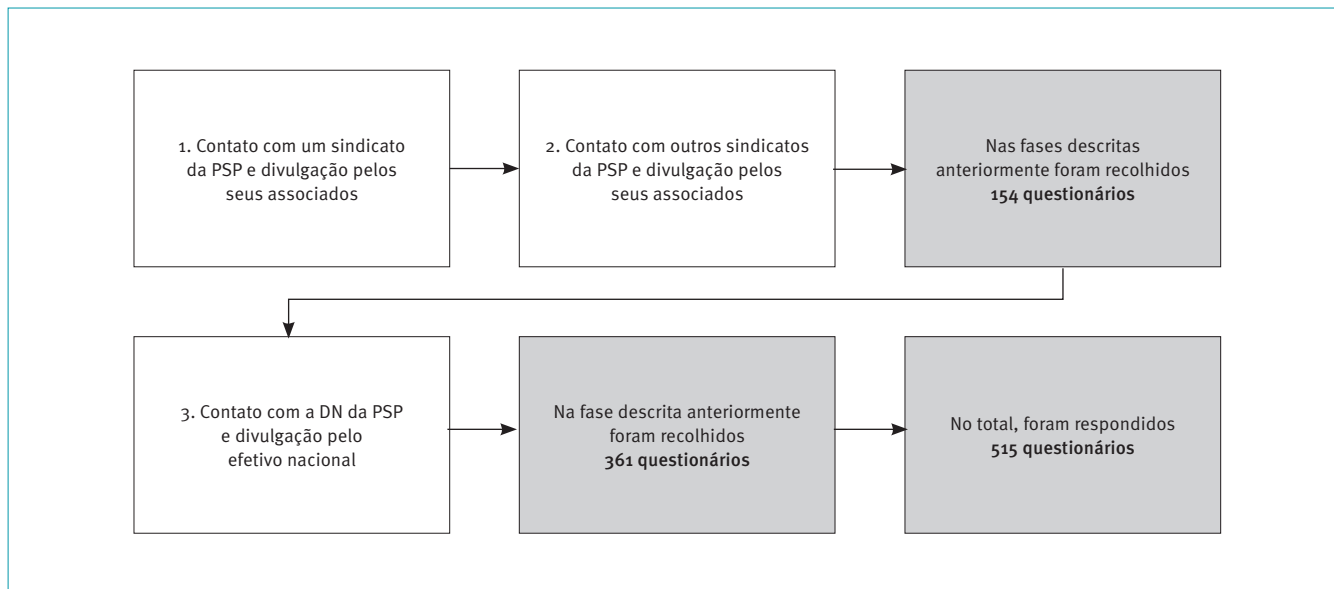 1. Contato com um sindicato
da PSP e divulgação pelos
seus associados
2. Contato com outros sindicatos
da PSP e divulgação pelos
seus associados
Nas fases descritas
anteriormente foram recolhidos
154 questionários
3. Contato com a DN da PSP
e divulgação pelo
efetivo nacional
Na fase descrita anteriormente
foram recolhidos
361 questionários
No total, foram respondidos
515 questionários